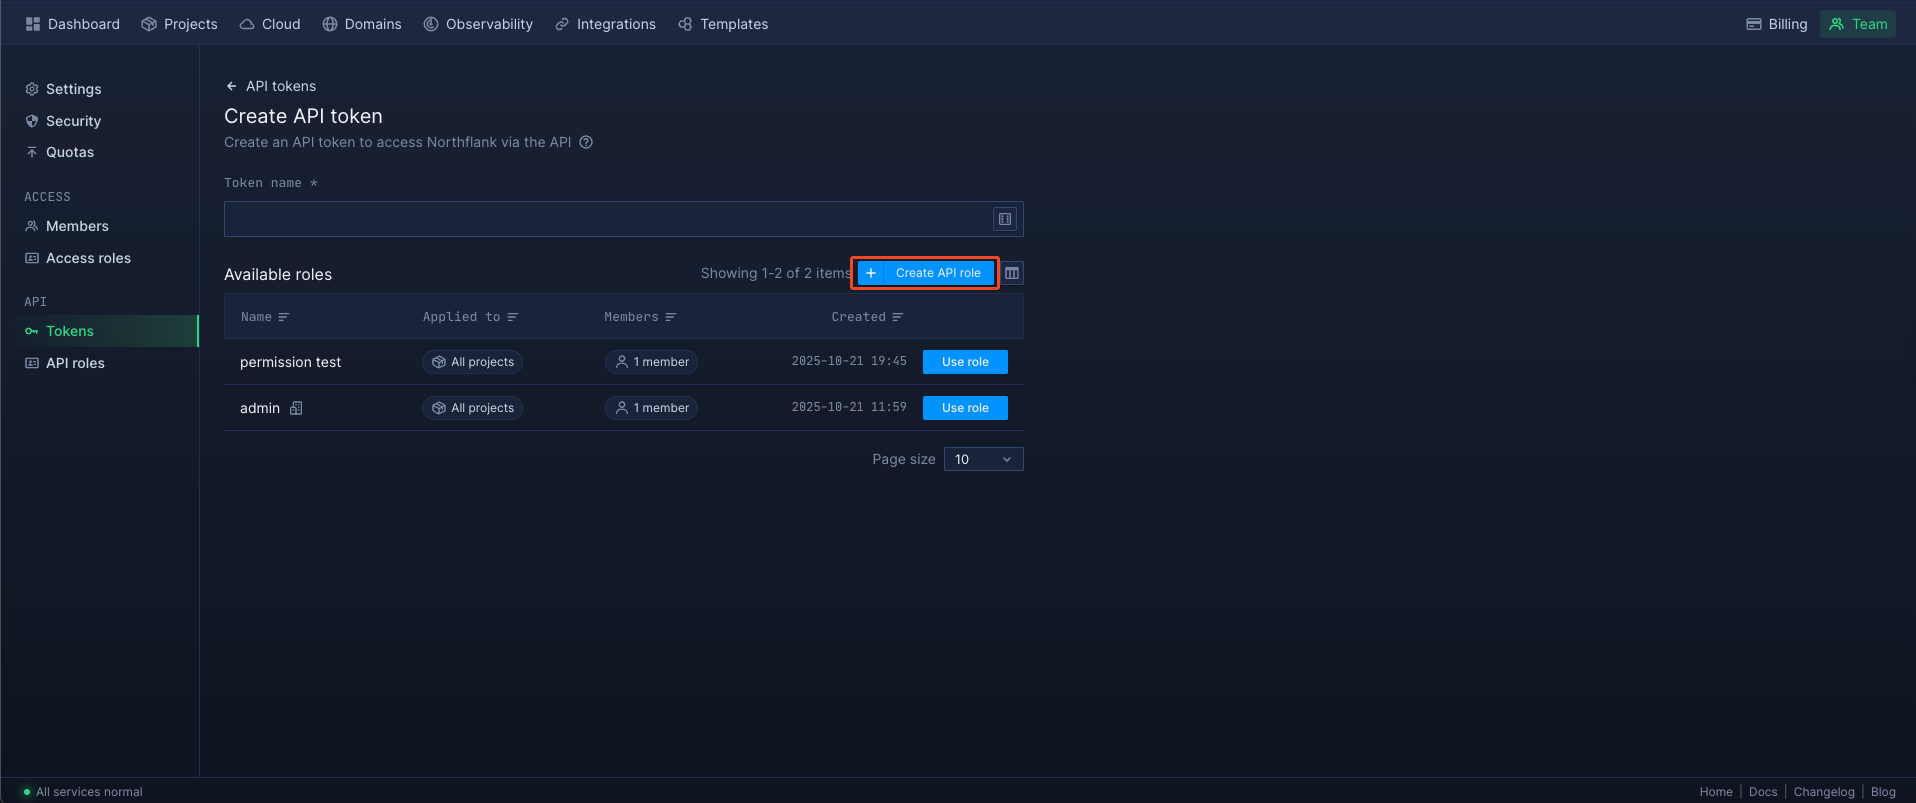 Dashboard Projects Cloud Domains Observability Integrations Templates Billing Team
Settings
Security
Quotas
ACCESS
Members
Access roles
API
Tokens
API roles
API tokens
Create API token
Create an API token to access Northflank via the API
Token name *
Available roles Showing 1-2 of 2 items + Create API role
Name Applied to Members Created
permission test All projects 1 member 2025-10-21 19:45 Use role
admin All projects 1 member 2025-10-21 11:59 Use role
Page size 10
All services normal Home | Docs | Changelog | Blog